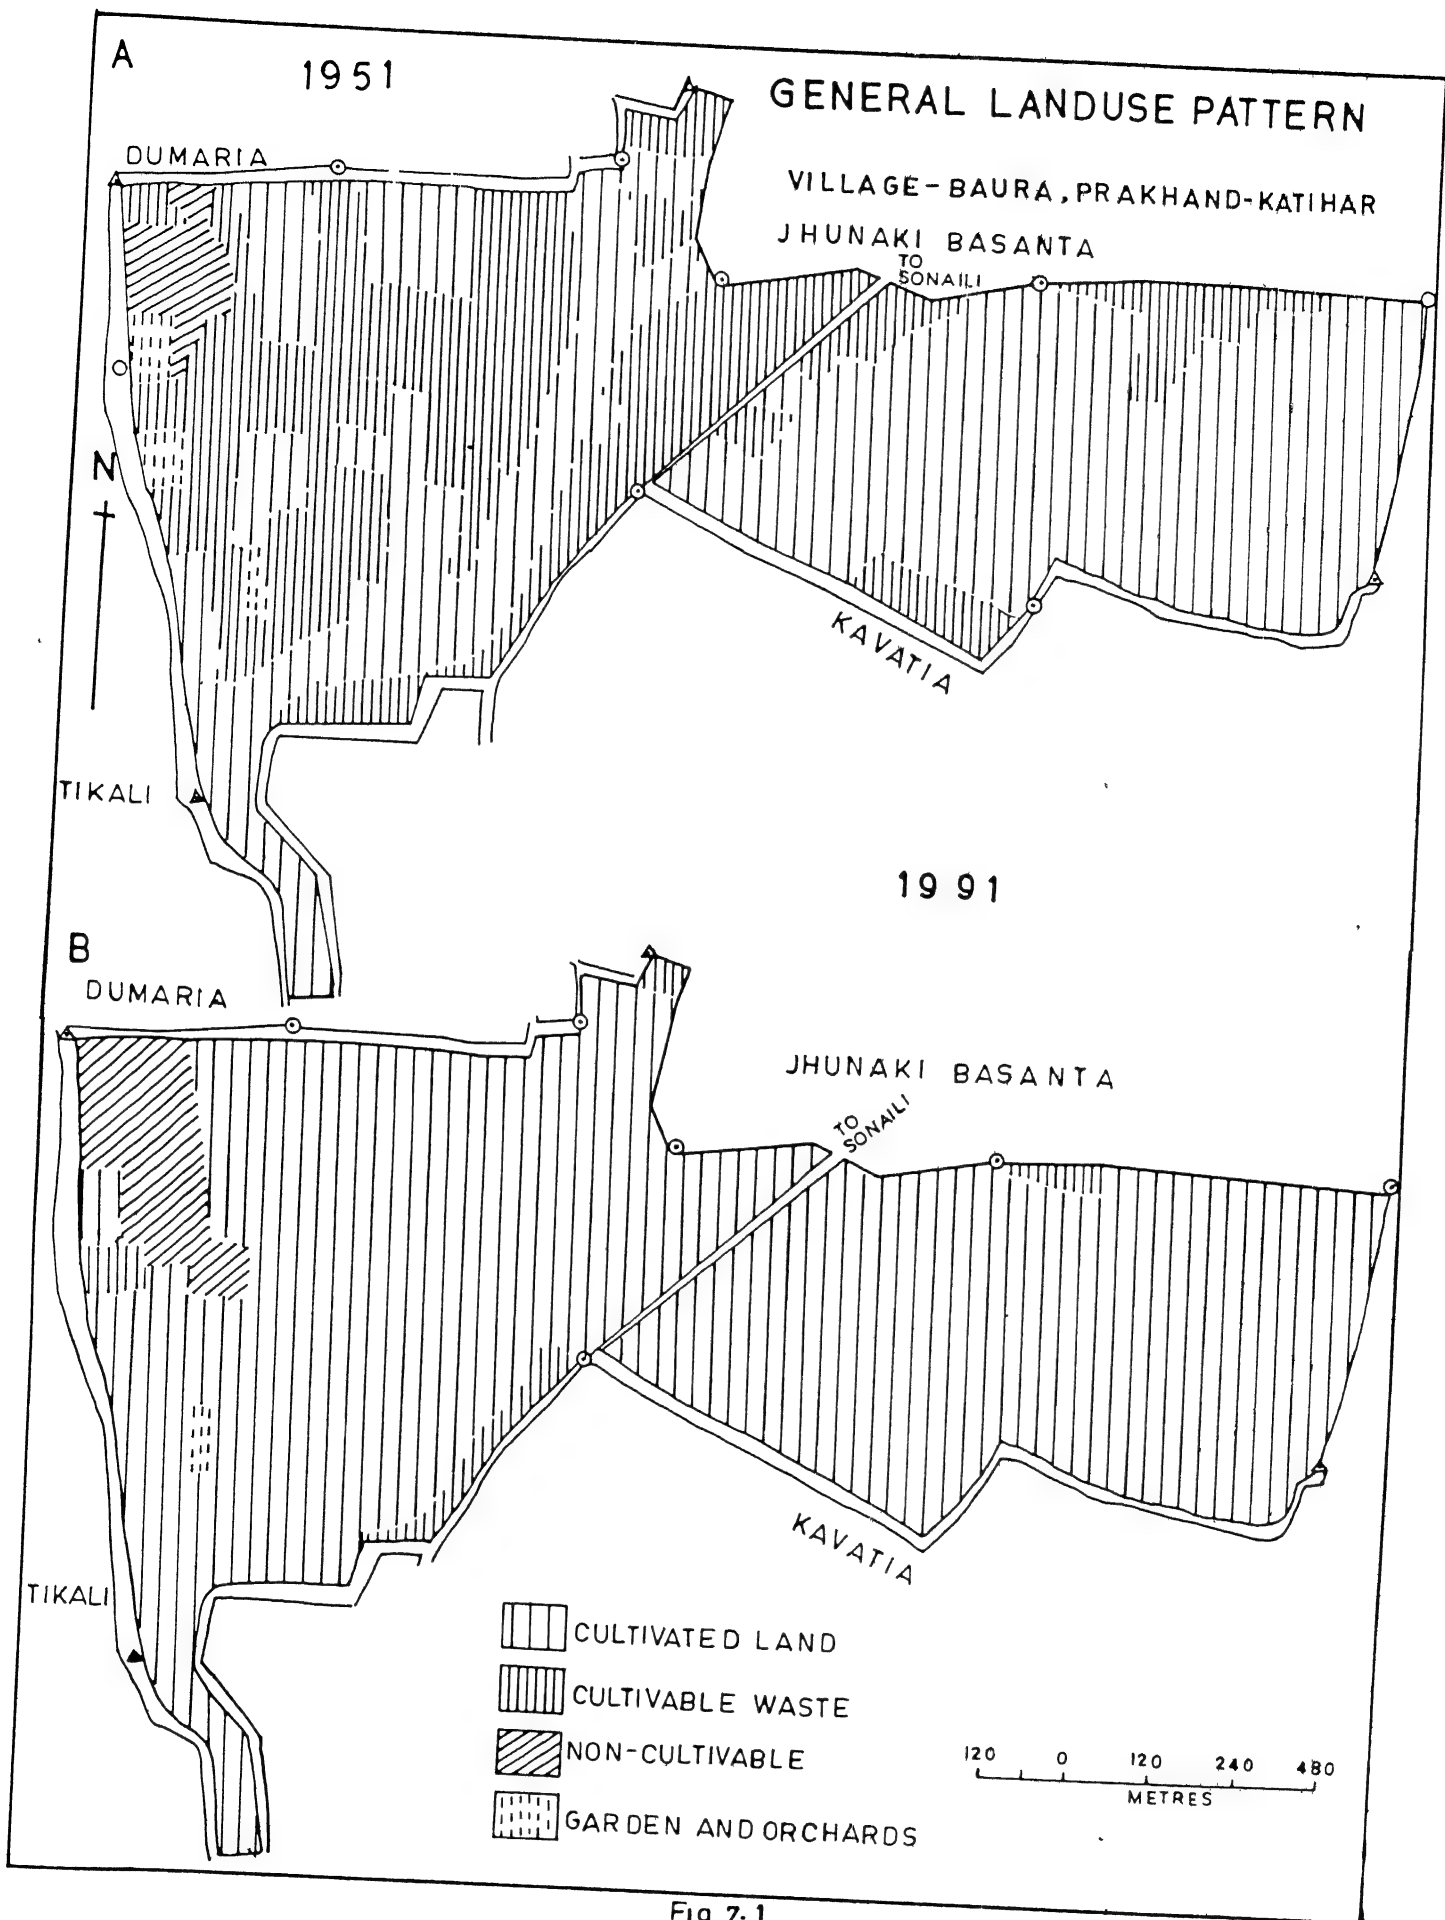 A
1951
GENERAL LANDUSE PATTERN
DUMARIA
VILLAGE-BAURA, PRAKHAND-KATIHAR
JHUNAKI BASANTA
TO
SONAILI
N
KAVATIA
TIKALI
1991
B
DUMARIA
JHUNAKI BASANTA
TO
SONAILI
KAVATIA
TIKALI
CULTIVATED LAND
CULTIVABLE WASTE
NON-CULTIVABLE
GARDEN AND ORCHARDS
120 0 120 240 480
METRES
Fig 7.1